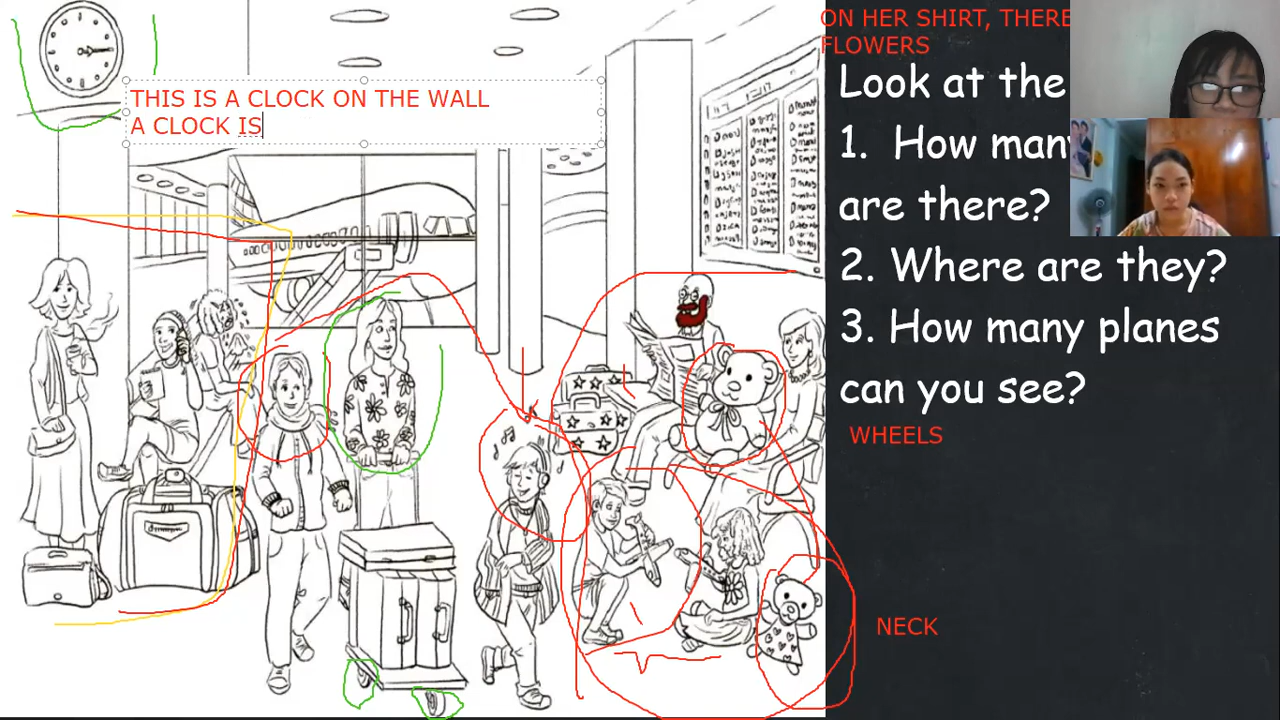 THIS IS A CLOCK ON THE WALL
A CLOCK IS
ON HER SHIRT, THERE
FLOWERS
Look at the
1. How many
are there?
2. Where are they?
3. How many planes
can you see?
WHEELS
NECK